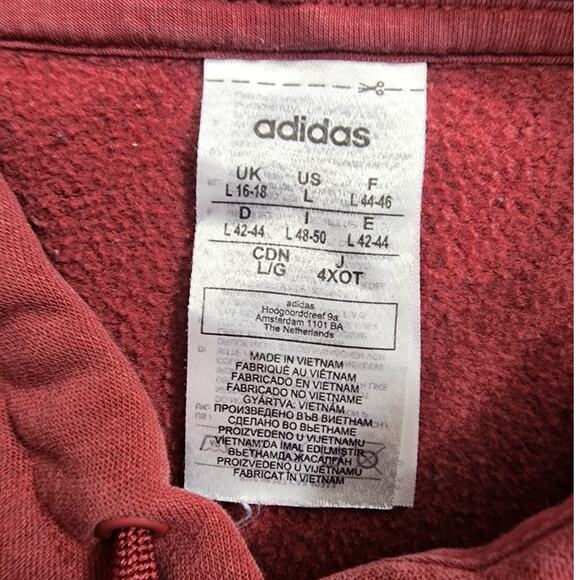 adidas
UK US F
L 16-18 L L 44-46
D I E
L 42-44 L 48-50 L 42-44
CDN J
L/G 4XOT
adidas
Hoogoorddreef 9a
Amsterdam 1101 BA
The Netherlands
MADE IN VIETNAM
FABRIQUÉ AU VIÊTNAM
FABRICADO EN VIETNAM
FABRICADO NO VIETNAME
GYÁRTVA: VIETNÁM
ПРОИЗВЕДЕНО ВЪВ ВИЕТНАМ
СДЕЛАНО ВО ВЬЕТНАМЕ
PROIZVEDENO U VIJETNAMU
VIETNAM'DA İMAL EDİLMİŞTİR
ВЬЕТНАМДА ЖАСАЛҒАН
PROIZVEDENO U VIJETNAMU
FABRICAT ÎN VIETNAM